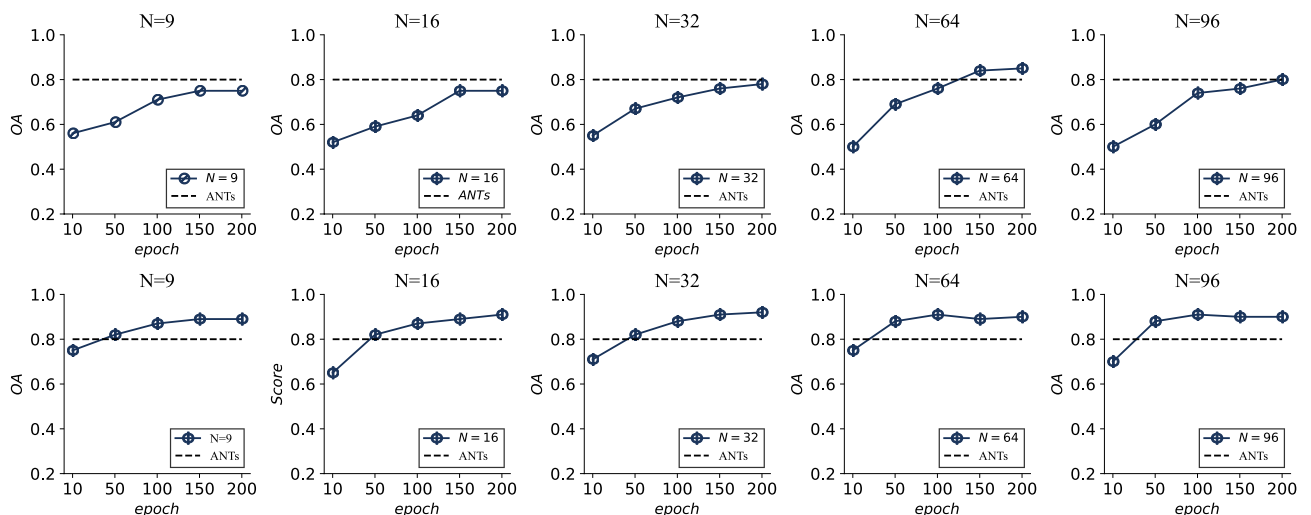 N=9 N=16 N=32 N=64 N=96
1.0 1.0 1.0 1.0 1.0
0.8 0.8 0.8 0.8 0.8
OA OA OA OA OA
0.6 0.6 0.6 0.6 0.6
0.4 0.4 0.4 0.4 0.4
N = 9 N = 16 N = 32 N = 64 N = 96
ANTs ANTs ANTs ANTs ANTs
0.2 0.2 0.2 0.2 0.2
10 50 100 150 200 10 50 100 150 200 10 50 100 150 200 10 50 100 150 200 10 50 100 150 200
epoch epoch epoch epoch epoch
N=9 N=16 N=32 N=64 N=96
1.0 1.0 1.0 1.0 1.0
0.8 0.8 0.8 0.8 0.8
OA Score OA OA OA
0.6 0.6 0.6 0.6 0.6
0.4 0.4 0.4 0.4 0.4
N=9 N = 16 N = 32 N = 64 N = 96
ANTs ANTs ANTs ANTs ANTs
0.2 0.2 0.2 0.2 0.2
10 50 100 150 200 10 50 100 150 200 10 50 100 150 200 10 50 100 150 200 10 50 100 150 200
epoch epoch epoch epoch epoch